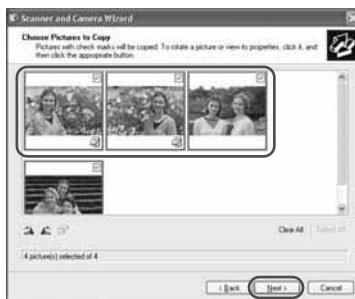 Scanner and Camera Wizard
Choose Pictures to Copy
Pictures with check marks will be copied. To rotate a picture or view its properties, click it, and
then click the appropriate button.
Clear All Select All
4 picture(s) selected of 4
< Back Next > Cancel